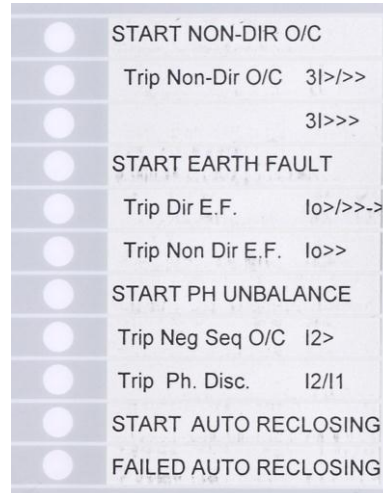 START NON-DIR O/C
Trip Non-Dir O/C 3I>/>>
3I>>>
START EARTH FAULT
Trip Dir E.F. Io>/>>->
Trip Non Dir E.F. Io>>
START PH UNBALANCE
Trip Neg Seq O/C I2>
Trip Ph. Disc. I2/I1
START AUTO RECLOSING
FAILED AUTO RECLOSING